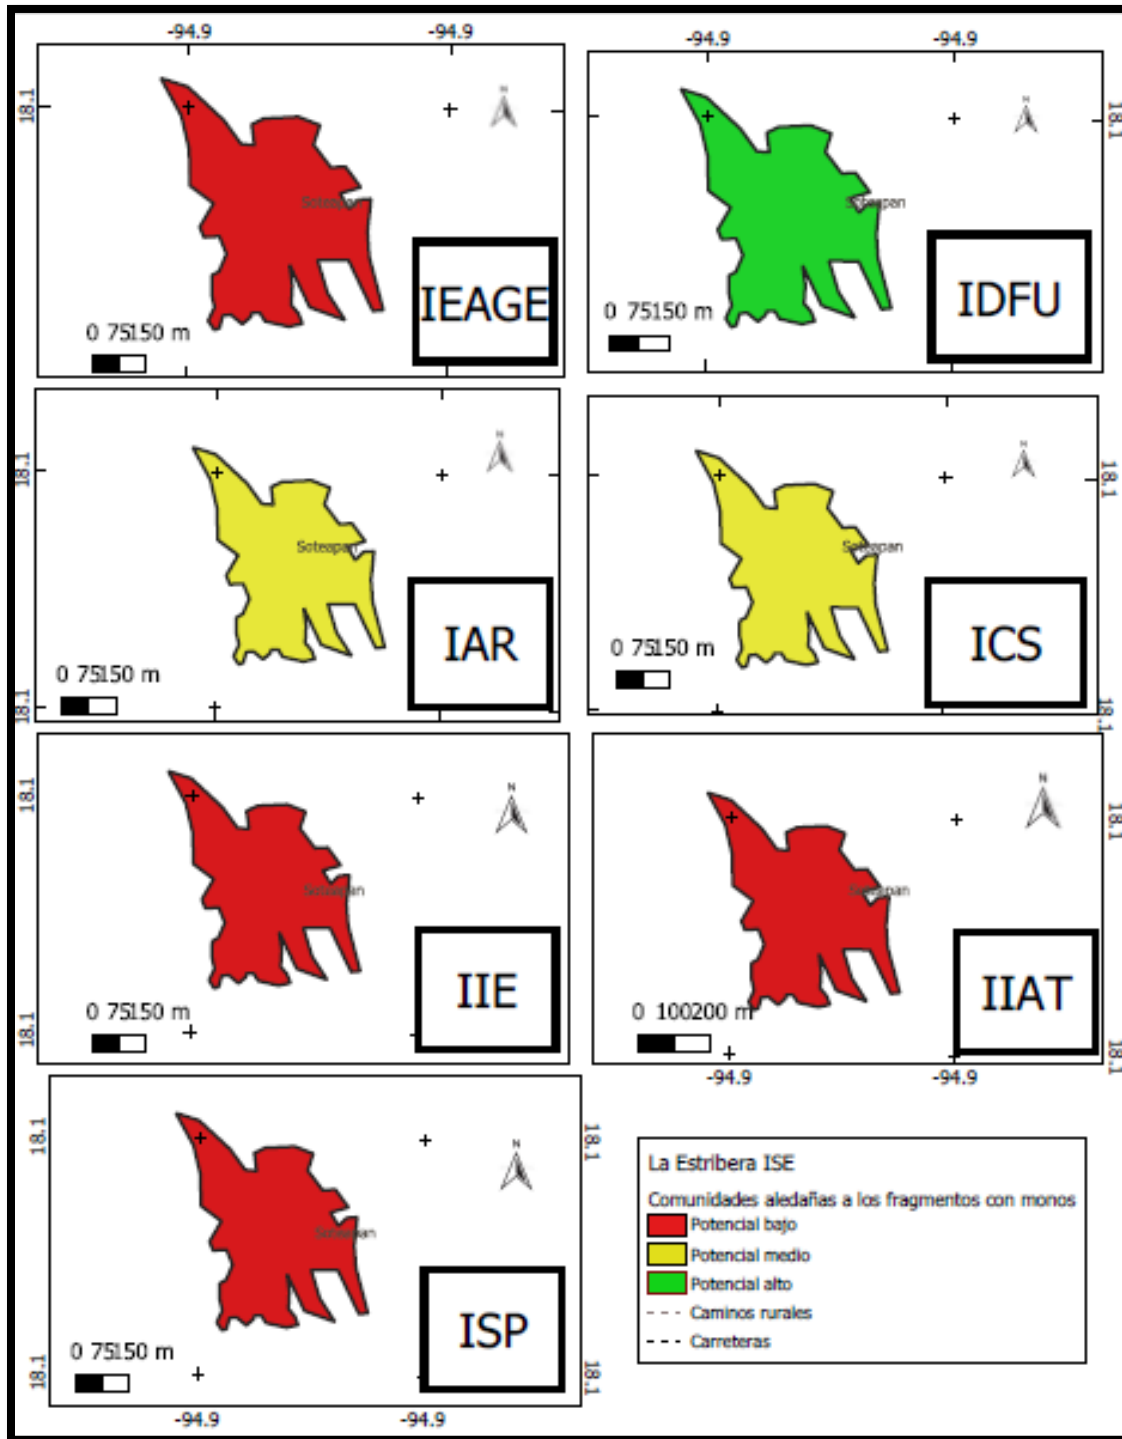 -94.9 -94.9 -94.9 -94.9
18.1 N N 18.1
Soteapan Soteapan
IEAGE IDFU
0 75150 m 0 75150 m
18.1 N N 18.1
Soteapan Soteapan
IAR ICS
0 75150 m 0 75150 m
18.1 18.1
18.1 N N 18.1
Soteapan Soteapan
IIE IIAT
0 75150 m 0 100200 m
18.1 18.1
-94.9 -94.9
18.1 N 18.1
Soteapan
ISP
0 75150 m
18.1 18.1
-94.9 -94.9
La Estribera ISE
Comunidades aledañas a los fragmentos con monos
Potencial bajo
Potencial medio
Potencial alto
Caminos rurales
Carreteras